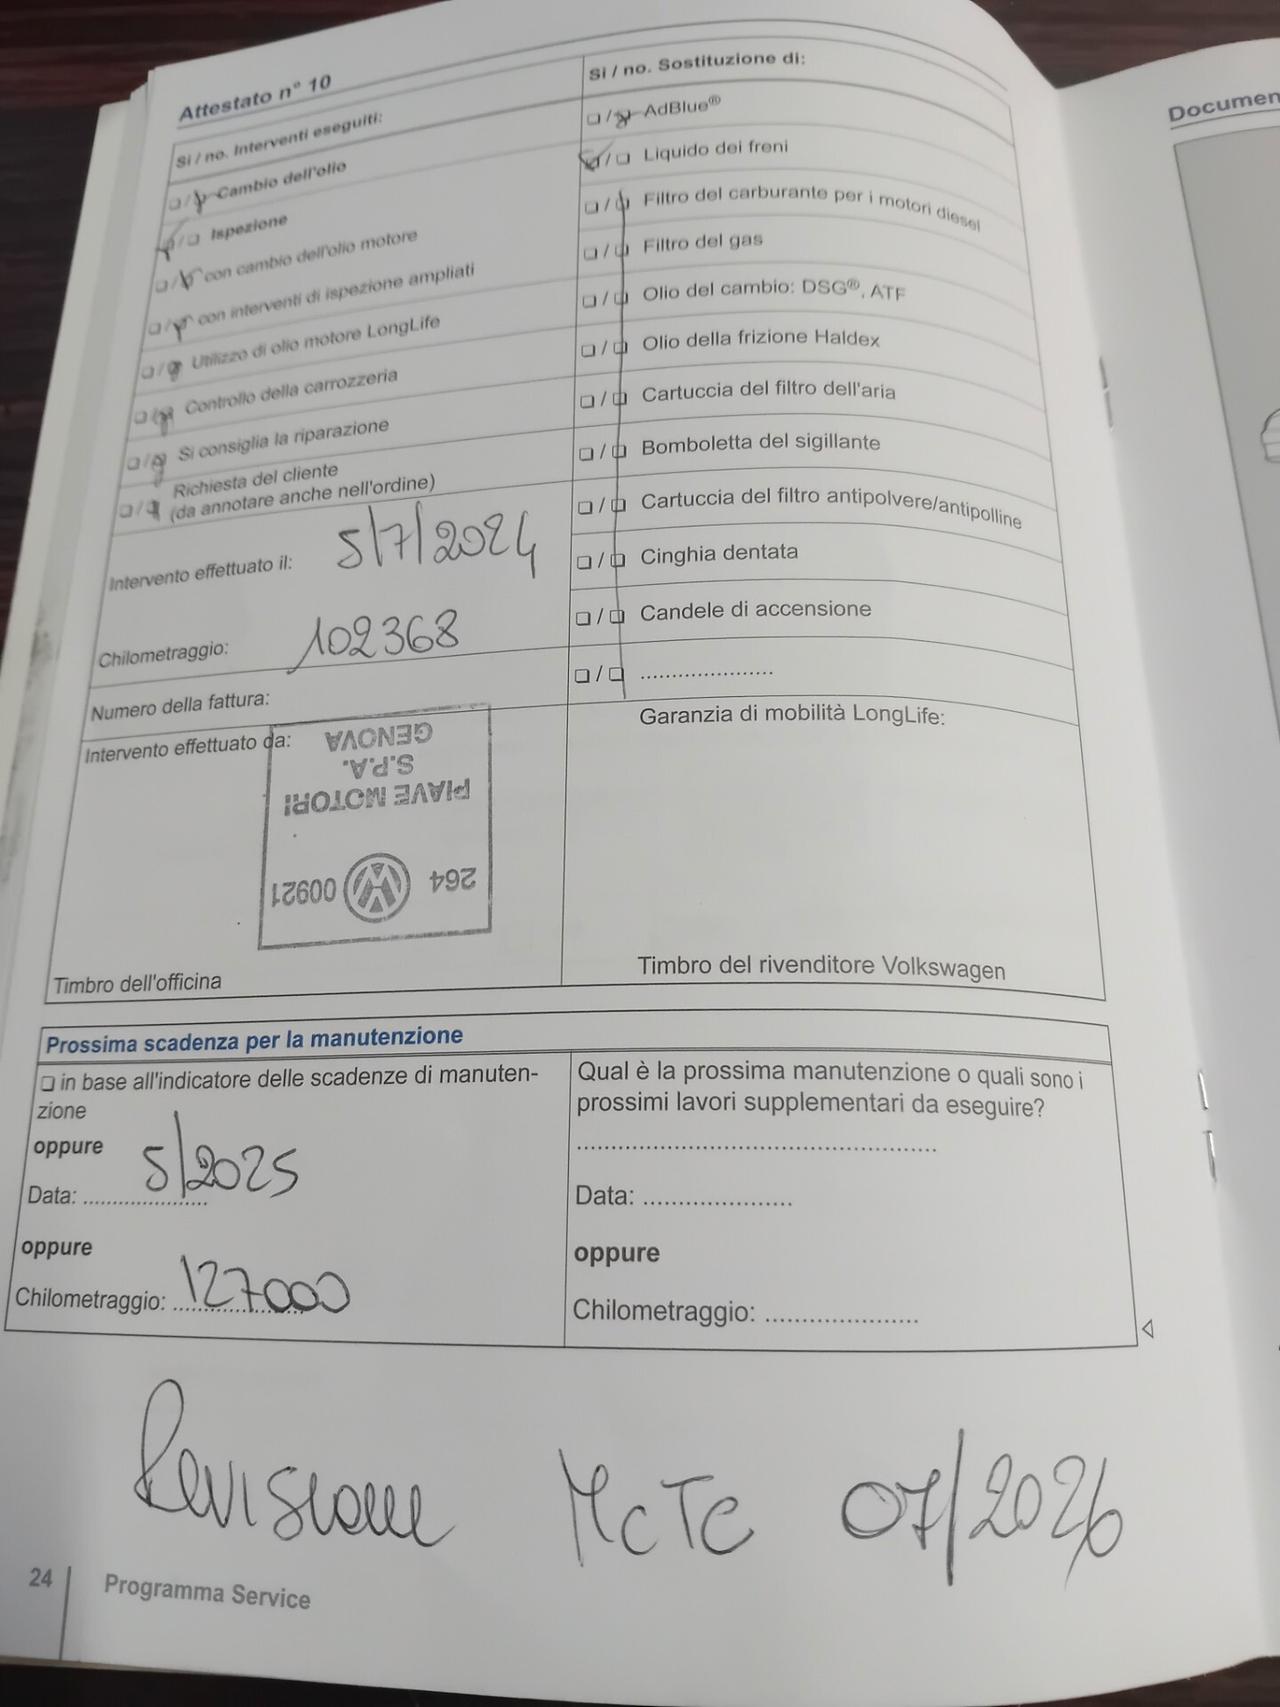 Attestato n° 10
Si / no. Interventi eseguiti:
❏ / ❏ Cambio dell'olio
❏ / ❏ Ispezione
❏ / ❏ con cambio dell'olio motore
❏ / ❏ con interventi di ispezione ampliati
❏ / ❏ Utilizzo di olio motore LongLife
❏ / ❏ Controllo della carrozzeria
❏ / ❏ Si consiglia la riparazione
❏ / ❏ Richiesta del cliente
(da annotare anche nell'ordine)
Intervento effettuato il: 5/7/2024
Chilometraggio: 102368
Numero della fattura:
Intervento effettuato da:
GENOVA
S.P.A.
PIAVE MOTORI
264 00921
Timbro dell'officina
Si / no. Sostituzione di:
❏ / ❏ AdBlue®
❏ / ❏ Liquido dei freni
❏ / ❏ Filtro del carburante per i motori diesel
❏ / ❏ Filtro del gas
❏ / ❏ Olio del cambio: DSG®, ATF
❏ / ❏ Olio della frizione Haldex
❏ / ❏ Cartuccia del filtro dell'aria
❏ / ❏ Bomboletta del sigillante
❏ / ❏ Cartuccia del filtro antipolvere/antipolline
❏ / ❏ Cinghia dentata
❏ / ❏ Candele di accensione
❏ / ❏ .....................
Garanzia di mobilità LongLife:
Timbro del rivenditore Volkswagen
Prossima scadenza per la manutenzione
❏ in base all'indicatore delle scadenze di manuten-
zione
oppure
Data: 5/2025
oppure
Chilometraggio: 127000
Qual è la prossima manutenzione o quali sono i
prossimi lavori supplementari da eseguire?
..................................................
Data: .....................
oppure
Chilometraggio: .....................
Revisione McTc 07/2026
24 Programma Service
Documen